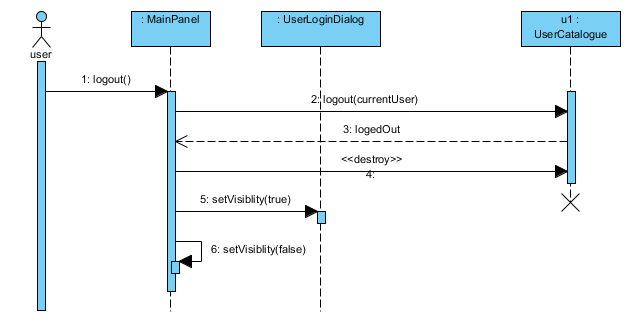 : MainPanel
: UserLoginDialog
u1 :
UserCatalogue
user
1: logout()
2: logout(currentUser)
3: logedOut
<<destroy>>
4:
5: setVisiblity(true)
6: setVisiblity(false)